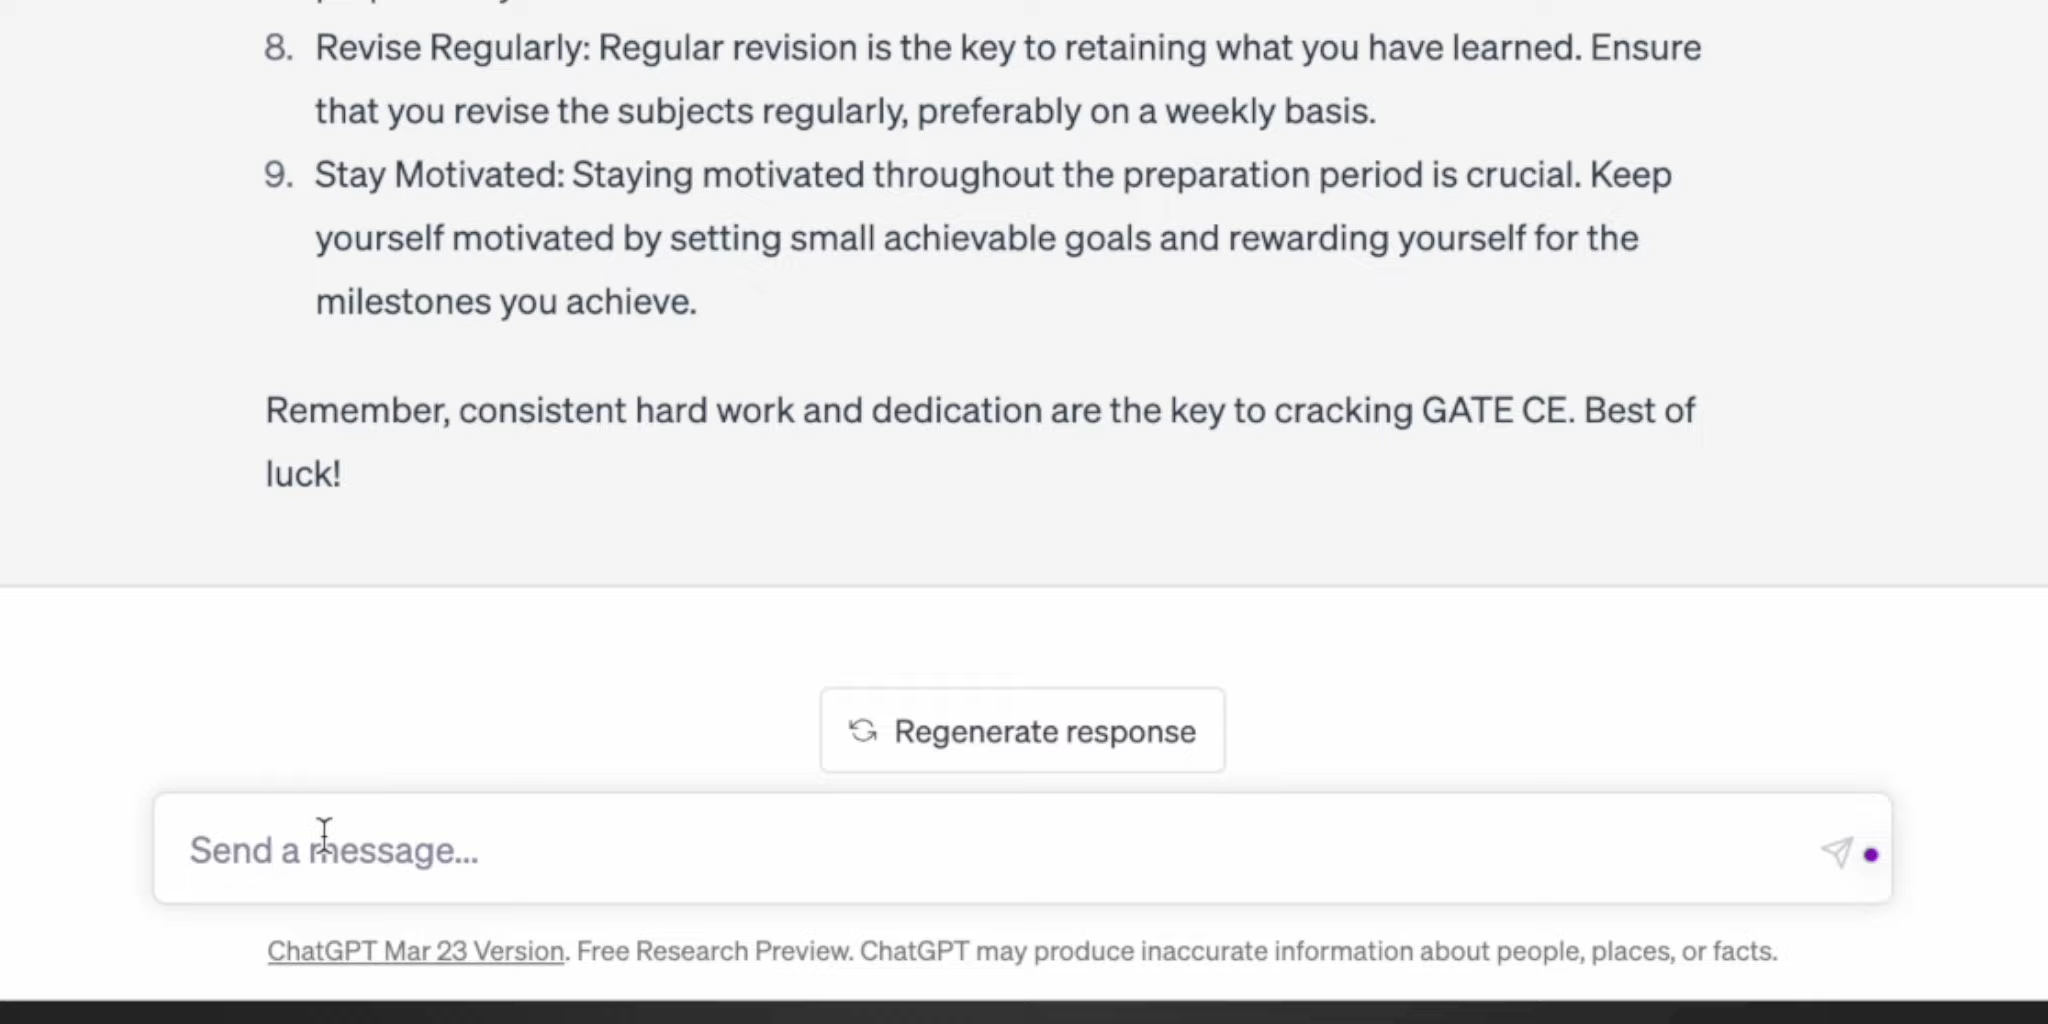 8. Revise Regularly: Regular revision is the key to retaining what you have learned. Ensure
that you revise the subjects regularly, preferably on a weekly basis.
9. Stay Motivated: Staying motivated throughout the preparation period is crucial. Keep
yourself motivated by setting small achievable goals and rewarding yourself for the
milestones you achieve.
Remember, consistent hard work and dedication are the key to cracking GATE CE. Best of
luck!
Regenerate response
Send a message...
ChatGPT Mar 23 Version. Free Research Preview. ChatGPT may produce inaccurate information about people, places, or facts.